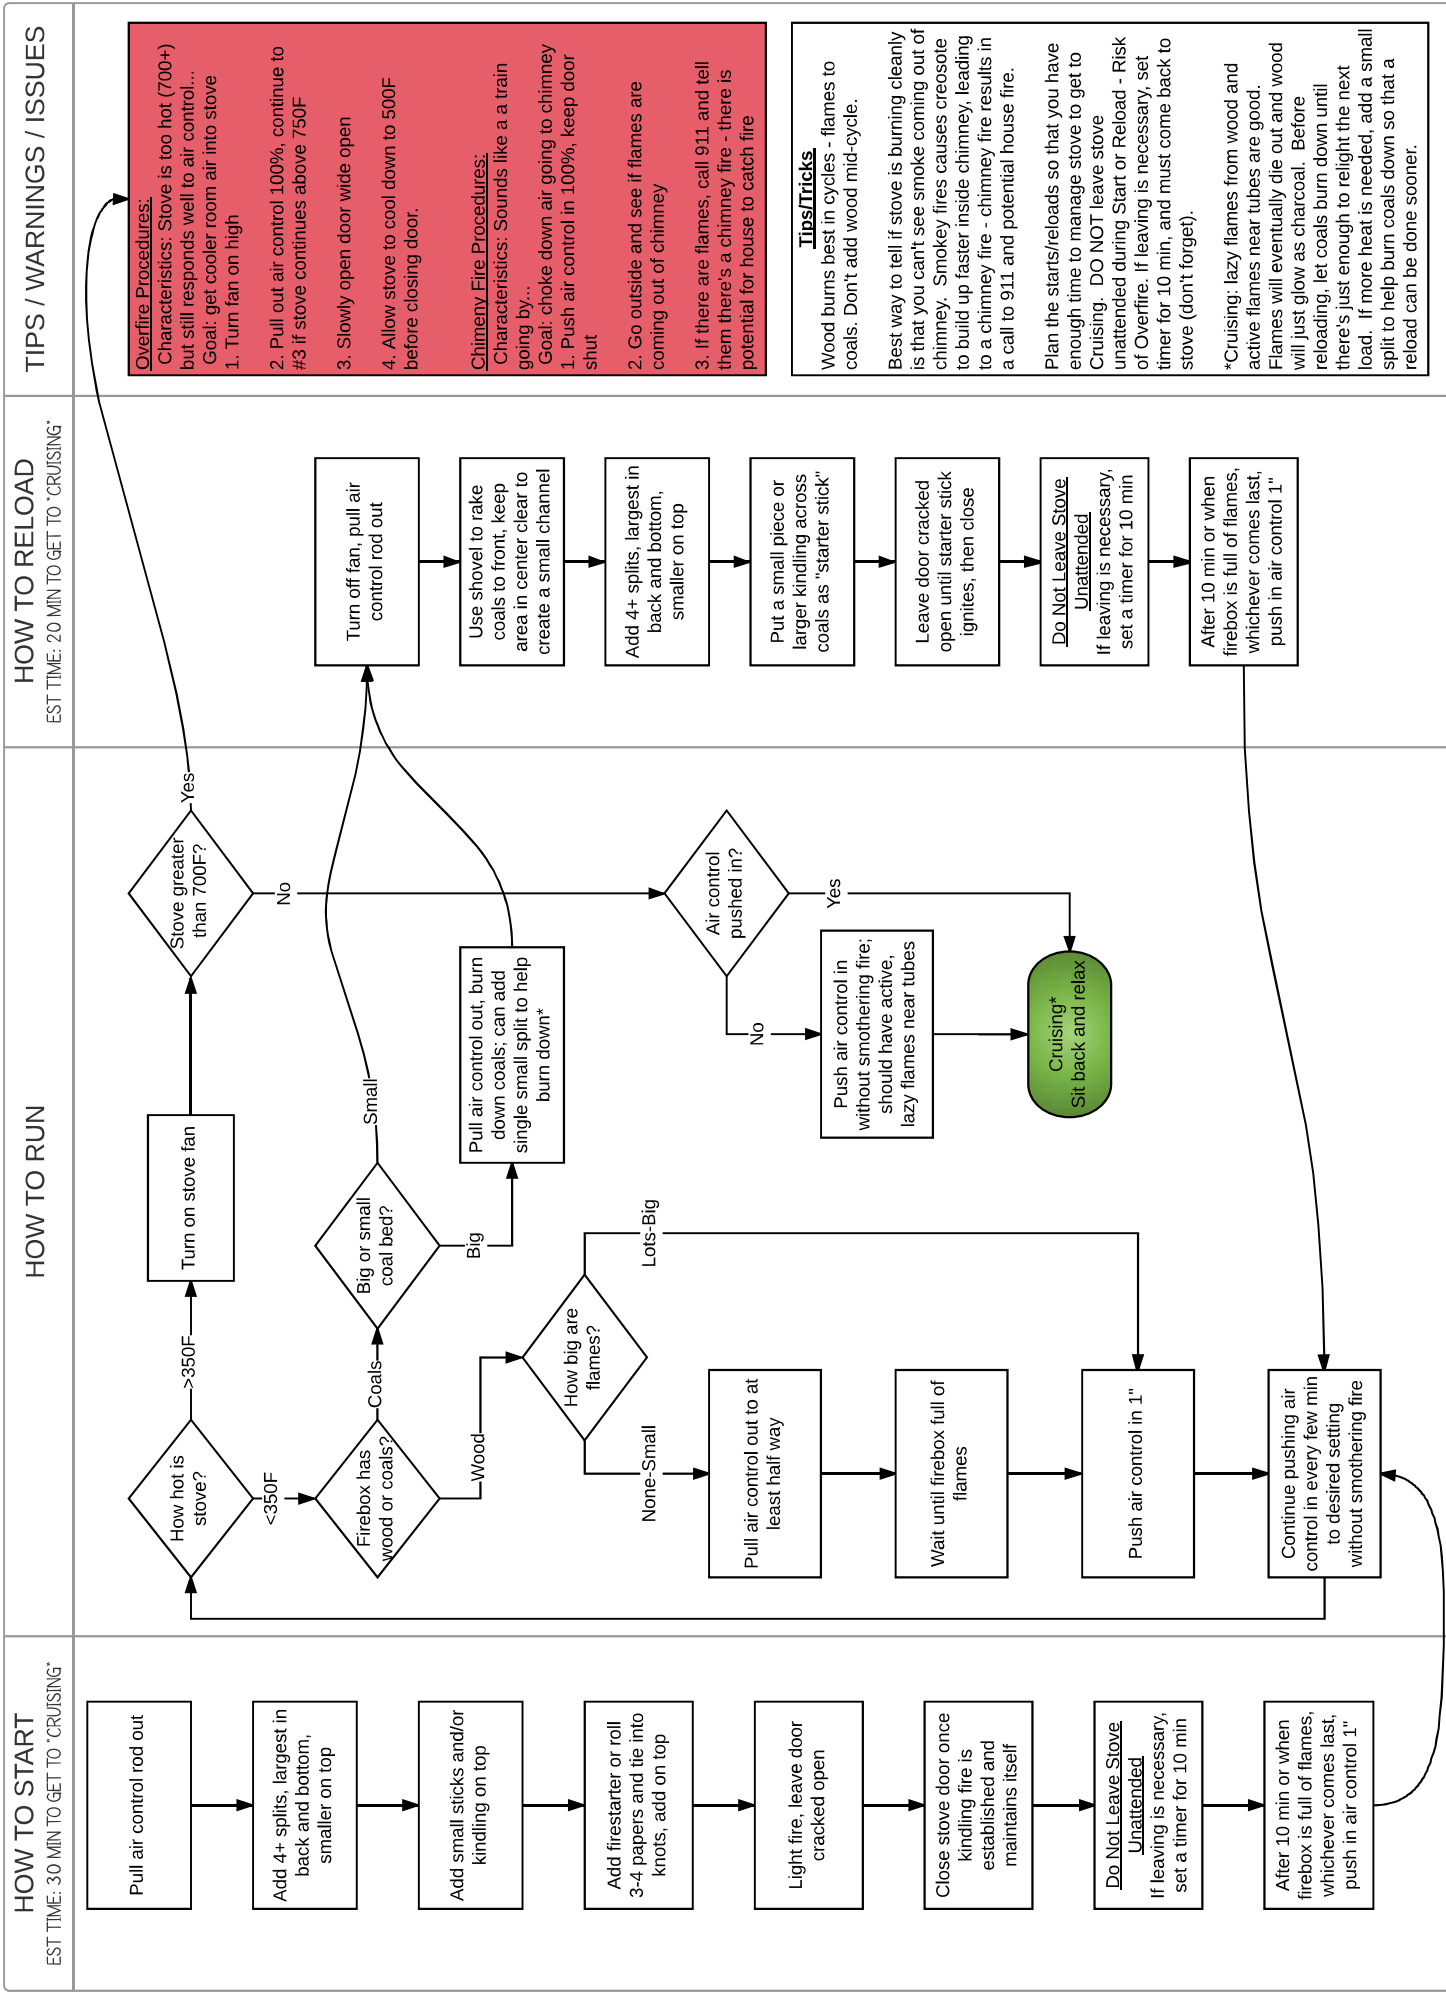 HOW TO START
EST TIME: 30 MIN TO GET TO "CRUISING"
Pull air control rod out
Add 4+ splits, largest in
back and bottom,
smaller on top
Add small sticks and/or
kindling on top
Add firestarter or roll
3-4 papers and tie into
knots, add on top
Light fire, leave door
cracked open
Close stove door once
kindling fire is
established and
maintains itself
Do Not Leave Stove
Unattended
If leaving is necessary,
set a timer for 10 min
After 10 min or when
firebox is full of flames,
whichever comes last,
push in air control 1"
HOW TO RUN
How hot is
stove?
>350F
<350F
Turn on stove fan
Stove greater
than 700F?
Yes
No
Firebox has
wood or coals?
Coals
Wood
Big or small
coal bed?
Small
Big
Pull air control out, burn
down coals; can add
single small split to help
burn down*
How big are
flames?
None-Small
Lots-Big
Pull air control out to at
least half way
Wait until firebox full of
flames
Push air control in 1"
Continue pushing air
control in every few min
to desired setting
without smothering fire
Air control
pushed in?
No
Yes
Push air control in
without smothering fire;
should have active,
lazy flames near tubes
Cruising*
Sit back and relax
HOW TO RELOAD
EST TIME: 20 MIN TO GET TO "CRUISING"
Turn off fan, pull air
control rod out
Use shovel to rake
coals to front, keep
area in center clear to
create a small channel
Add 4+ splits, largest in
back and bottom,
smaller on top
Put a small piece or
larger kindling across
coals as "starter stick"
Leave door cracked
open until starter stick
ignites, then close
Do Not Leave Stove
Unattended
If leaving is necessary,
set a timer for 10 min
After 10 min or when
firebox is full of flames,
whichever comes last,
push in air control 1"
TIPS / WARNINGS / ISSUES
Overfire Procedures:
Characteristics: Stove is too hot (700+)
but still responds well to air control...
Goal: get cooler room air into stove
1. Turn fan on high
2. Pull out air control 100%, continue to
#3 if stove continues above 750F
3. Slowly open door wide open
4. Allow stove to cool down to 500F
before closing door.
Chimeny Fire Procedures:
Characteristics: Sounds like a a train
going by...
Goal: choke down air going to chimney
1. Push air control in 100%, keep door
shut
2. Go outside and see if flames are
coming out of chimney
3. If there are flames, call 911 and tell
them there's a chimney fire - there is
potential for house to catch fire
Tips/Tricks
Wood burns best in cycles - flames to
coals. Don't add wood mid-cycle.
Best way to tell if stove is burning cleanly
is that you can't see smoke coming out of
chimney. Smokey fires causes creosote
to build up faster inside chimney, leading
to a chimney fire - chimney fire results in
a call to 911 and potential house fire.
Plan the starts/reloads so that you have
enough time to manage stove to get to
Cruising. DO NOT leave stove
unattended during Start or Reload - Risk
of Overfire. If leaving is necessary, set
timer for 10 min, and must come back to
stove (don't forget).
*Cruising: lazy flames from wood and
active flames near tubes are good.
Flames will eventually die out and wood
will just glow as charcoal. Before
reloading, let coals burn down until
there's just enough to relight the next
load. If more heat is needed, add a small
split to help burn coals down so that a
reload can be done sooner.